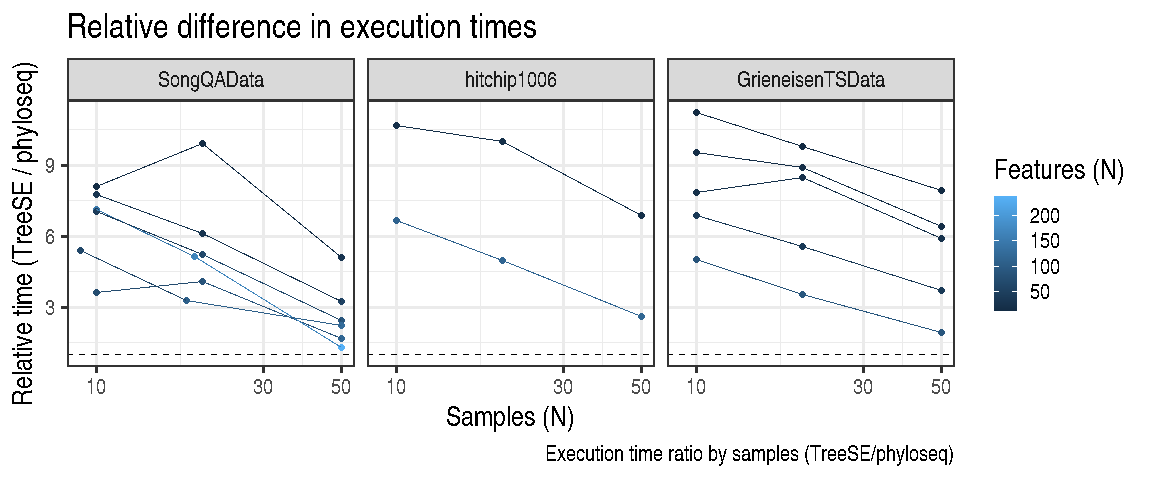 Relative difference in execution times
SongQAData
hitchip1006
GrieneisenTSData
Relative time (TreeSE / phyloseq)
9
6
3
10
30
50
10
30
50
10
30
50
Samples (N)
Features (N)
200
150
100
50
Execution time ratio by samples (TreeSE/phyloseq)